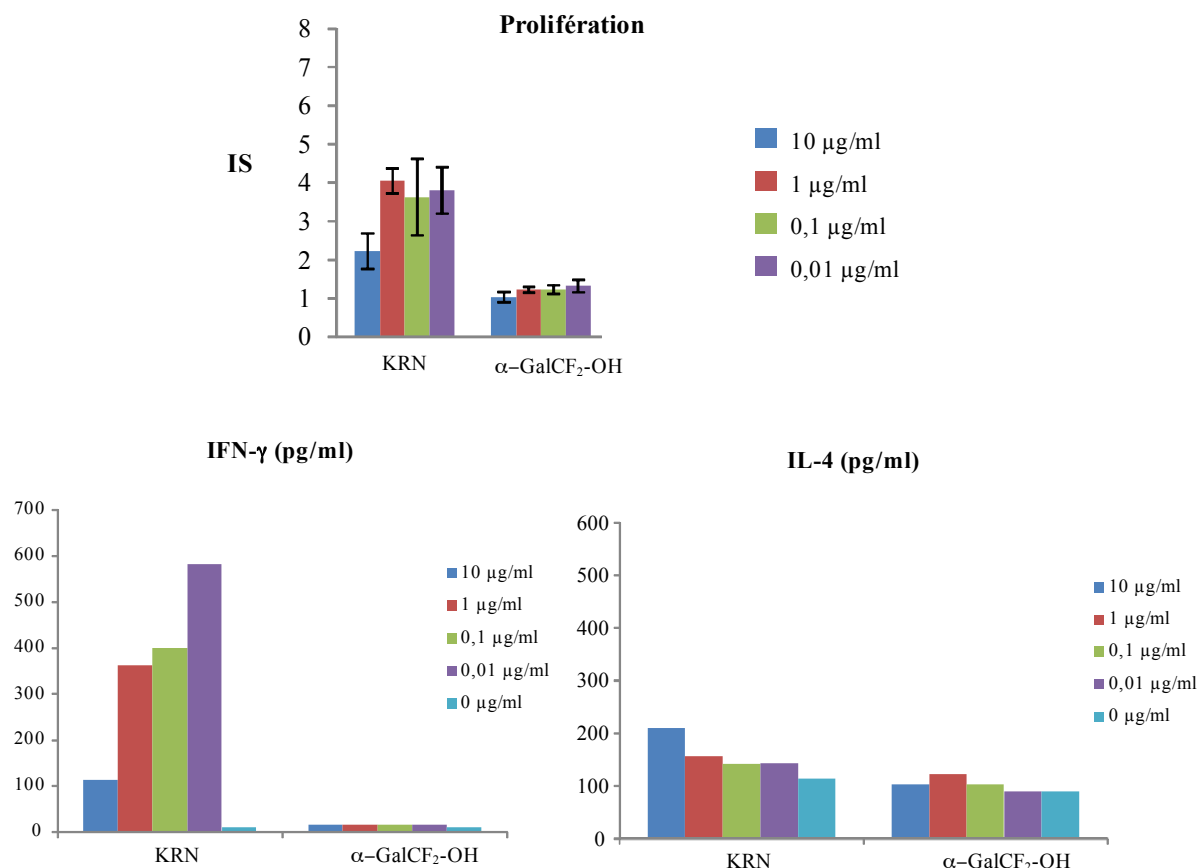 Prolifération
8
7
6
5
4
3
2
1
0
IS
KRN
α–GalCF₂-OH
10 µg/ml
1 µg/ml
0,1 µg/ml
0,01 µg/ml
IFN-γ (pg/ml)
700
600
500
400
300
200
100
0
KRN
α–GalCF₂-OH
10 µg/ml
1 µg/ml
0,1 µg/ml
0,01 µg/ml
0 µg/ml
IL-4 (pg/ml)
600
500
400
300
200
100
0
KRN
α–GalCF₂-OH
10 µg/ml
1 µg/ml
0,1 µg/ml
0,01 µg/ml
0 µg/ml